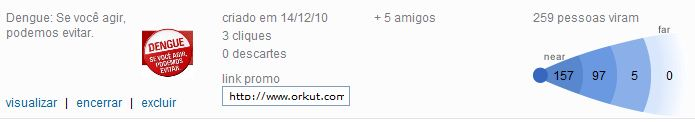 Dengue: Se você agir,
podemos evitar.
DENGUE
SE VOCÊ AGIR,
PODEMOS EVITAR.
visualizar | encerrar | excluir
criado em 14/12/10
3 cliques
0 descartes
link promo
http://www.orkut.com
+ 5 amigos
259 pessoas viram
far
near
157 97 5 0